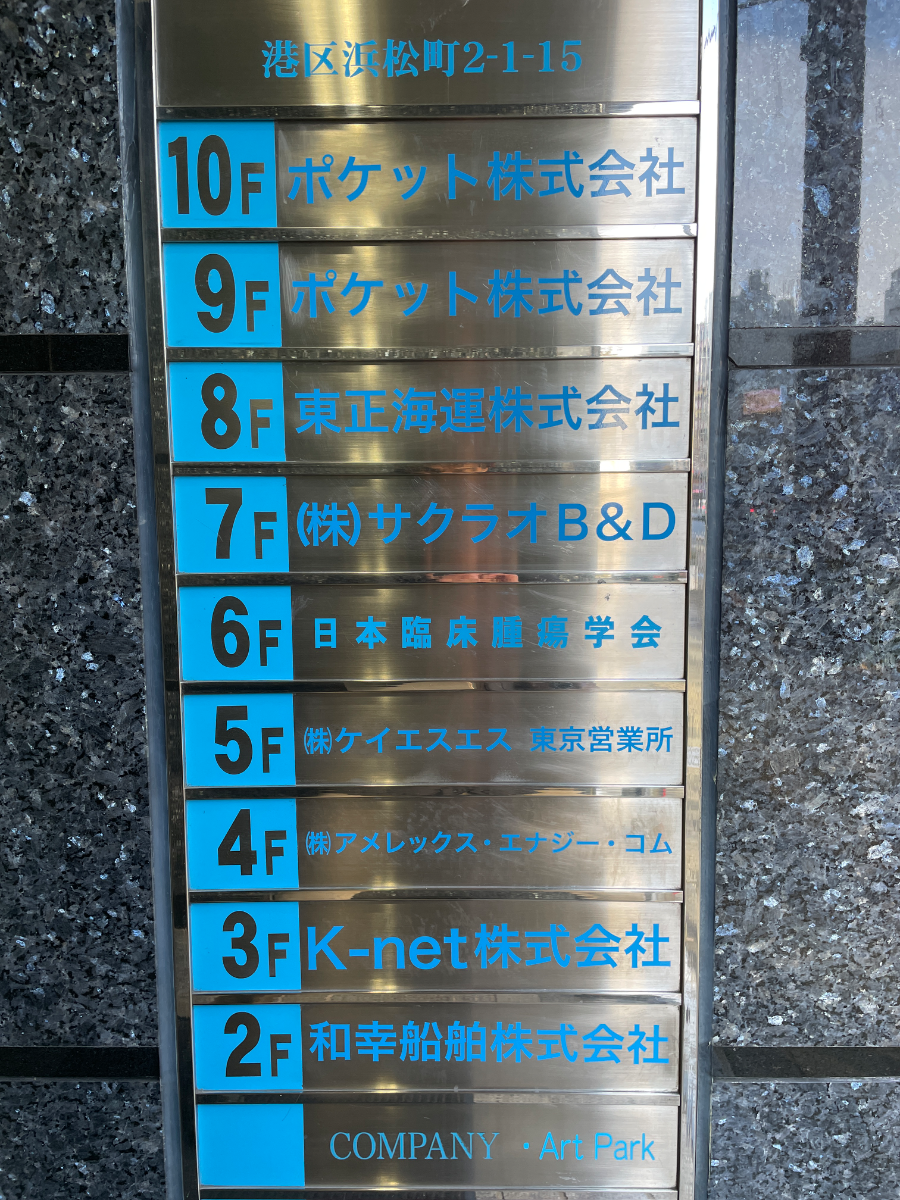 港区浜松町2-1-15
10F ポケット株式会社
9F ポケット株式会社
8F 東正海運株式会社
7F (株)サクラオB&D
6F 日本臨床腫瘍学会
5F ㈱ケイエスエス 東京営業所
4F ㈱アメレックス・エナジー・コム
3F K-net株式会社
2F 和幸船舶株式会社
COMPANY ・Art Park